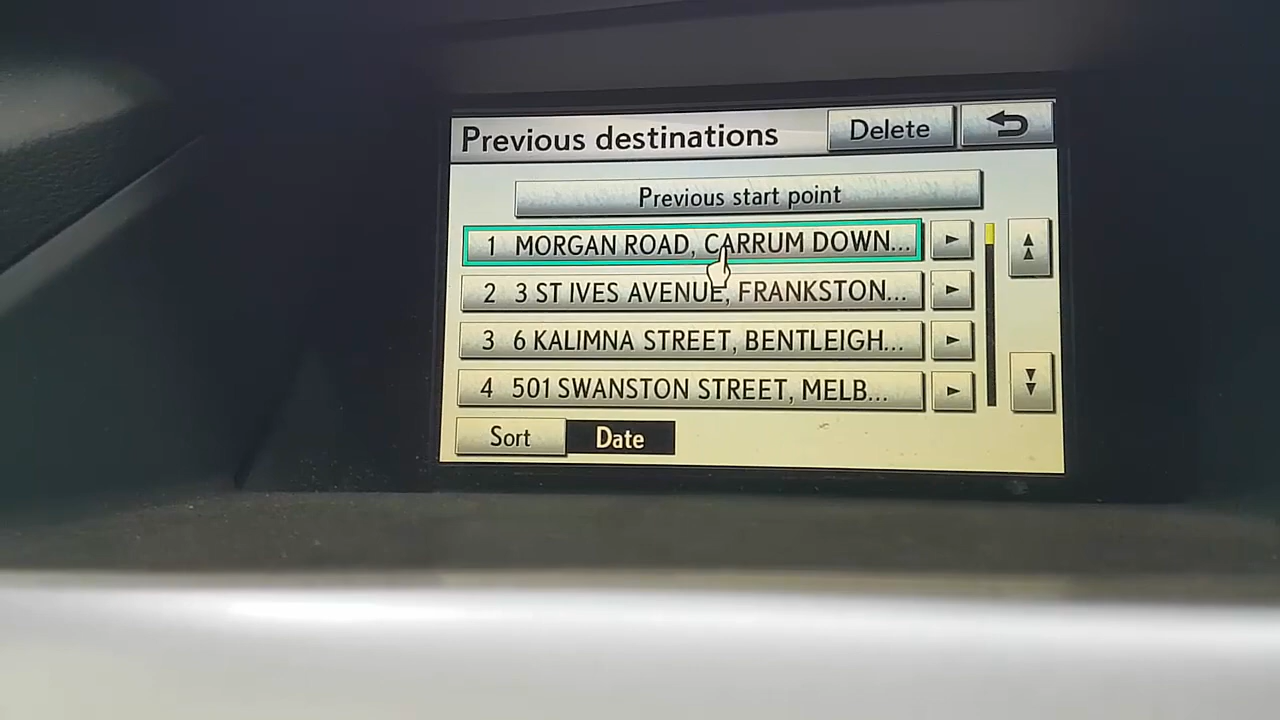 Previous destinations Delete
Previous start point
1 MORGAN ROAD, CARRUM DOWN...
2 3 ST IVES AVENUE, FRANKSTON...
3 6 KALIMNA STREET, BENTLEIGH...
4 501 SWANSTON STREET, MELB...
Sort Date